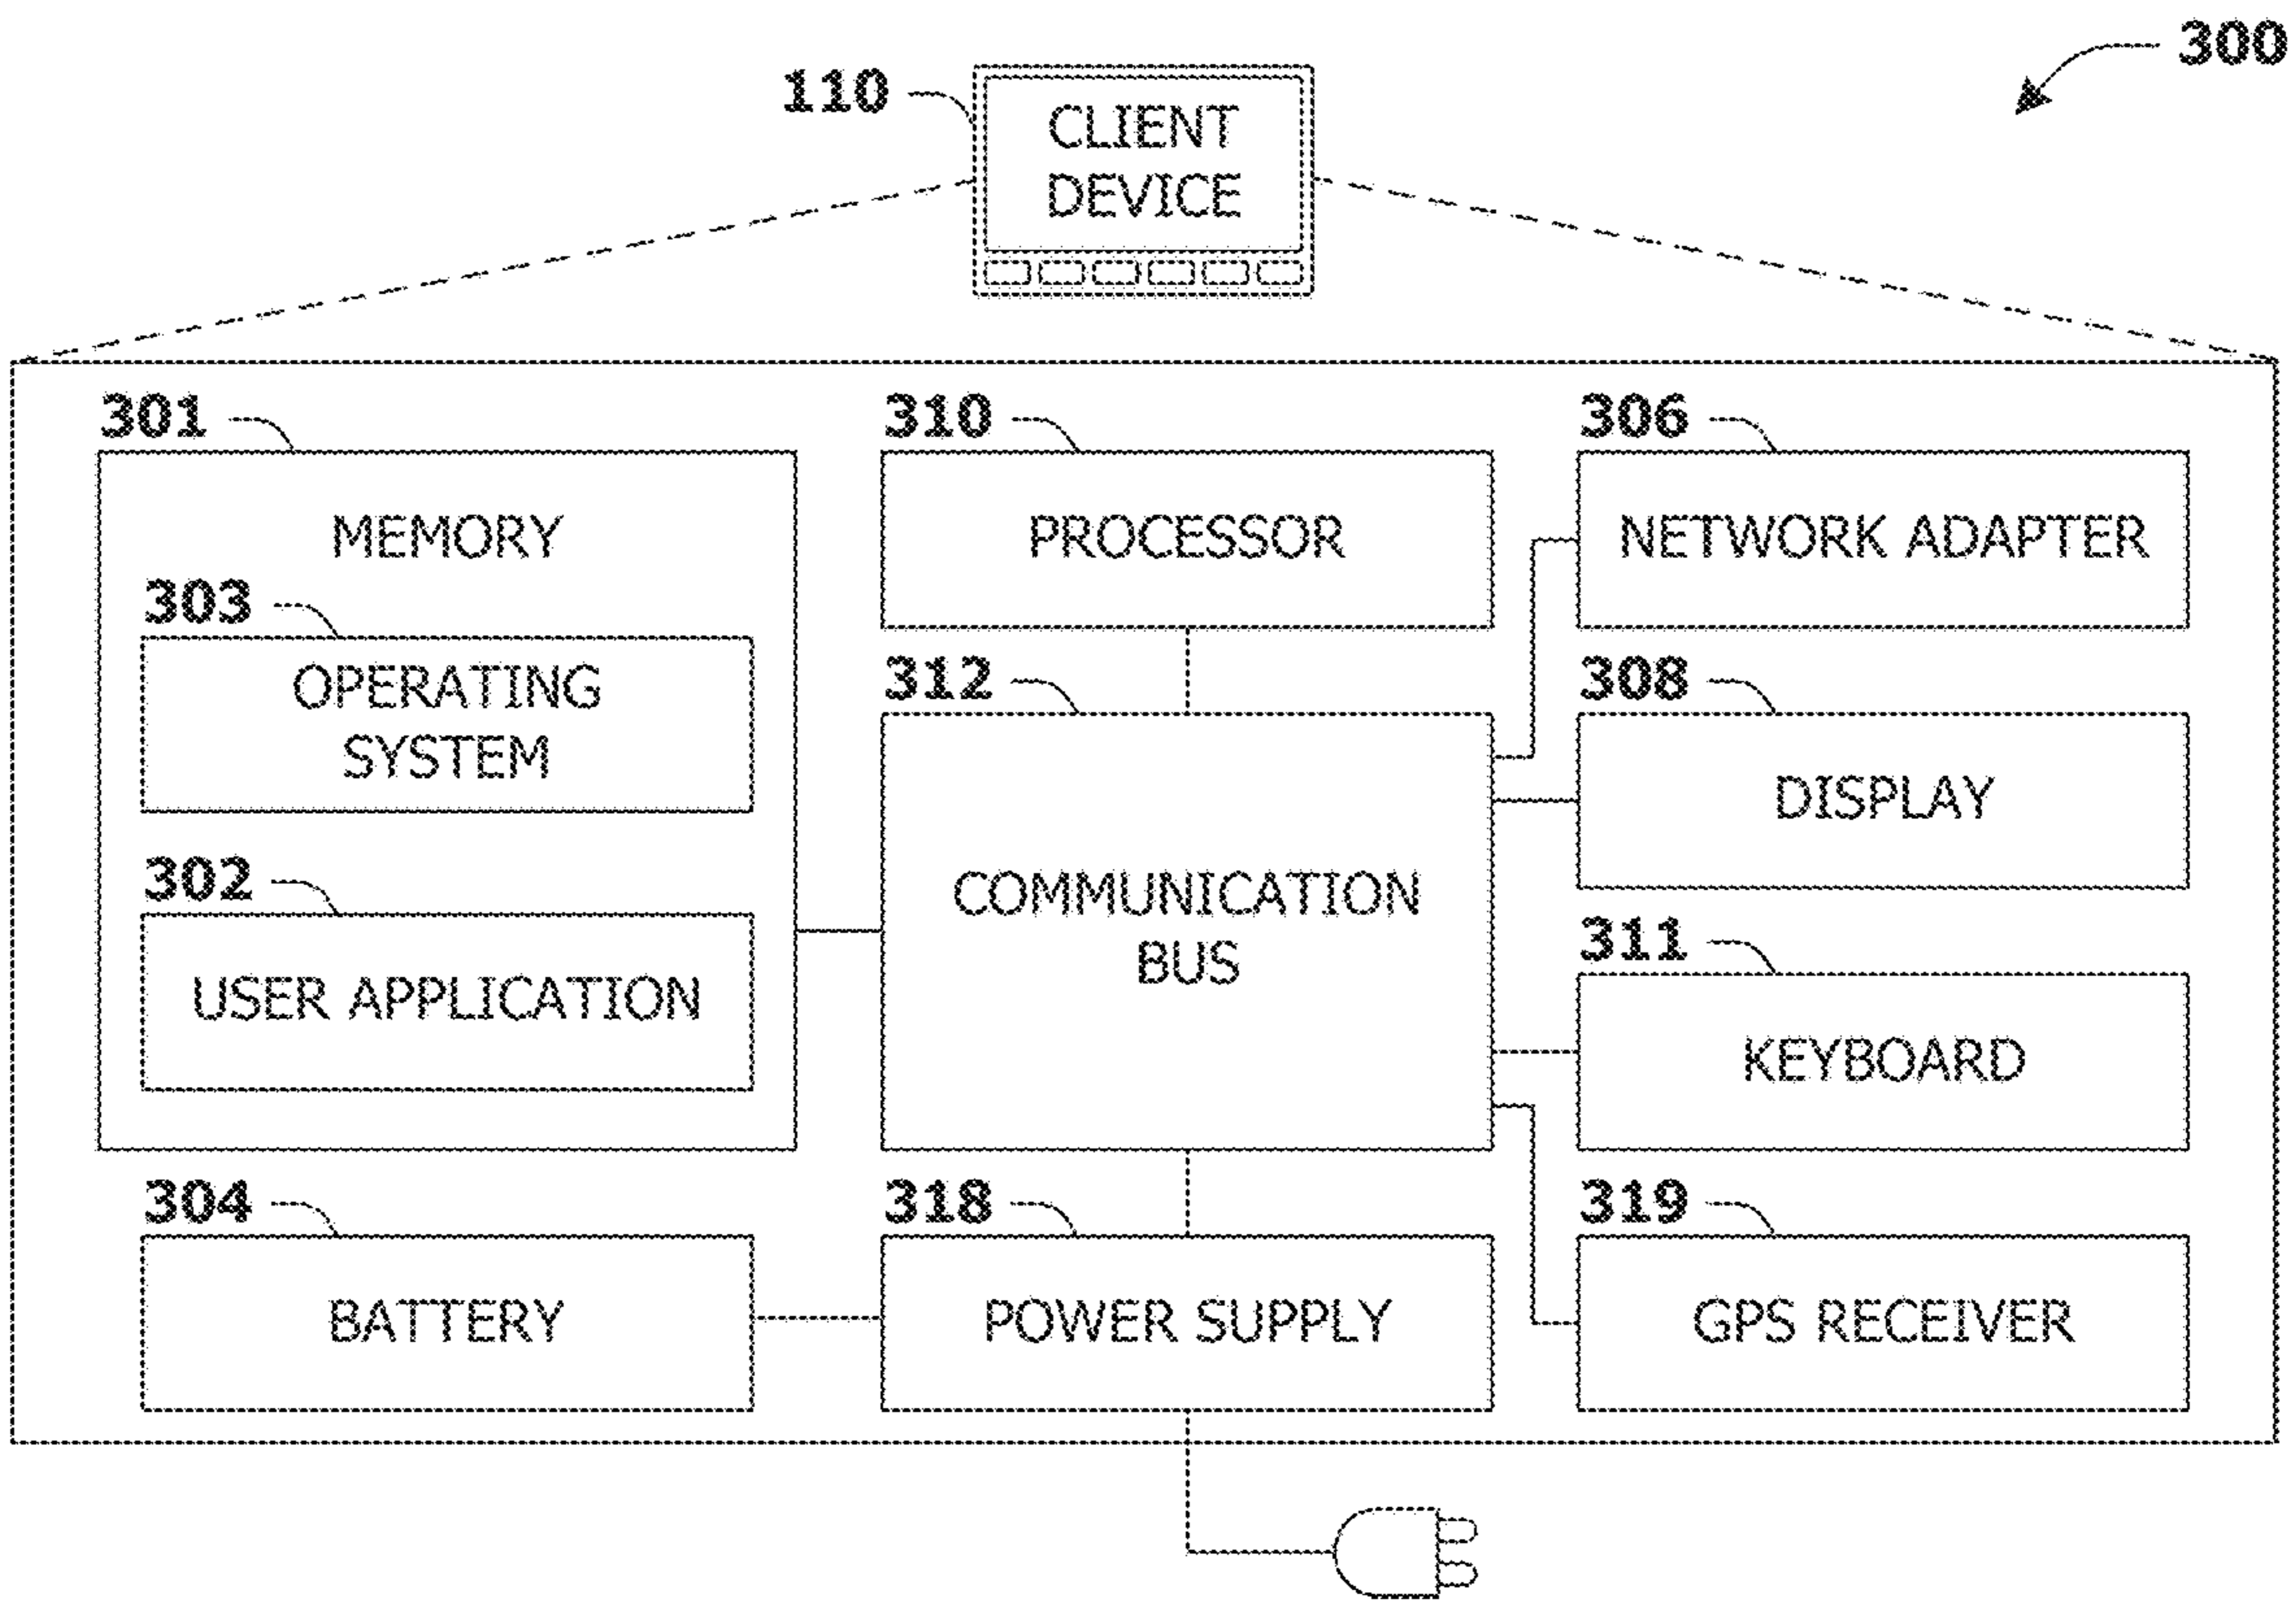 300
110
CLIENT
DEVICE
301
310
306
MEMORY
PROCESSOR
NETWORK ADAPTER
303
312
308
OPERATING
SYSTEM
DISPLAY
302
COMMUNICATION
BUS
311
USER APPLICATION
KEYBOARD
304
318
319
BATTERY
POWER SUPPLY
GPS RECEIVER